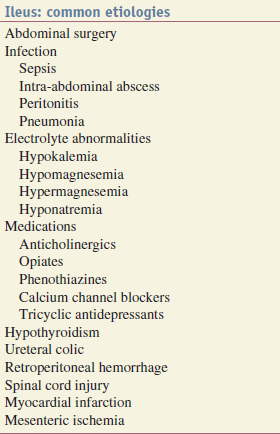 Ileus: common etiologies
Abdominal surgery
Infection
Sepsis
Intra-abdominal abscess
Peritonitis
Pneumonia
Electrolyte abnormalities
Hypokalemia
Hypomagnesemia
Hypermagnesemia
Hyponatremia
Medications
Anticholinergics
Opiates
Phenothiazines
Calcium channel blockers
Tricyclic antidepressants
Hypothyroidism
Ureteral colic
Retroperitoneal hemorrhage
Spinal cord injury
Myocardial infarction
Mesenteric ischemia